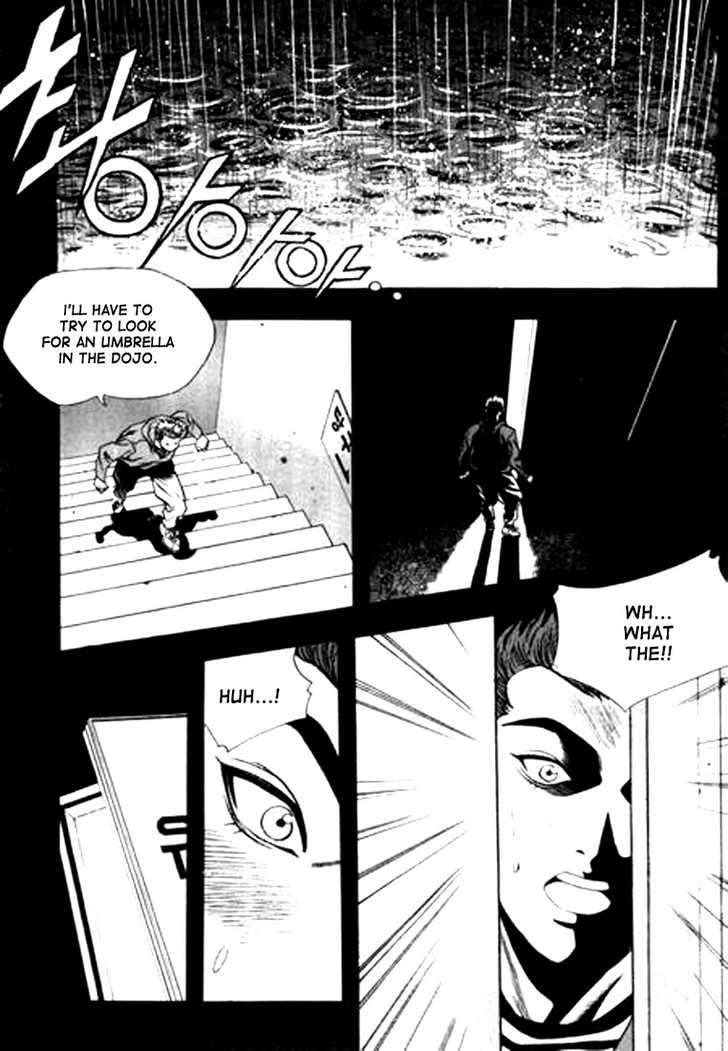 촤아아아..
I'LL HAVE TO
TRY TO LOOK
FOR AN UMBRELLA
IN THE DOJO.
HUH...!
WH...
WHAT
THE!!